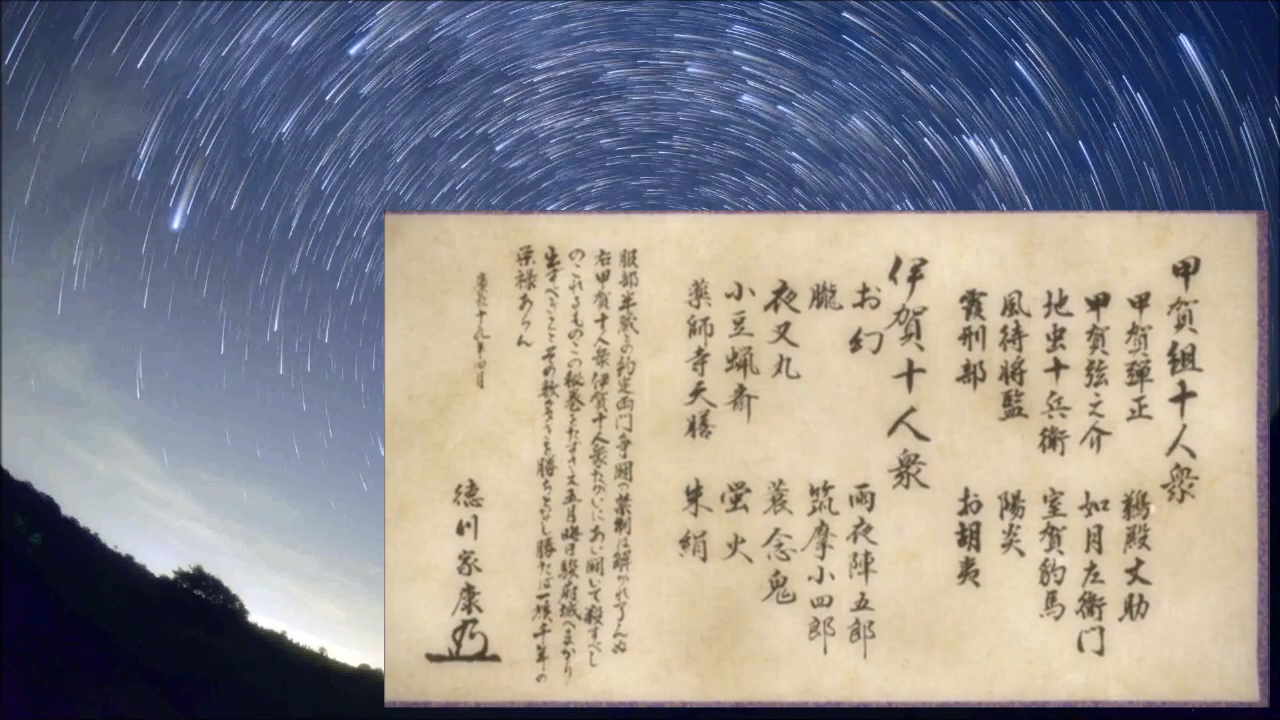 甲賀組十人衆
甲賀弾正
鵜殿丈助
甲賀弦之介
如月左衛門
地虫十兵衛
室賀豹馬
風待将監
陽炎
霞刑部
お胡夷
伊賀十人衆
お幻
雨夜陣五郎
朧
筑摩小四郎
夜叉丸
蓑念鬼
小豆蝋斎
蛍火
薬師寺天膳
朱絹
服部半蔵との約定両門争闘の禁制は解かれ了んぬ
右甲賀十人衆伊賀十人衆たがいにあい闘いて殺すべし
のこれるものこの秘巻をたずさえ五月晦日駿府城へまかり
出ずべきこと その数多きを勝ちとなし勝たば一族千年の
栄禄あらん
慶長十九年四月
徳川家康